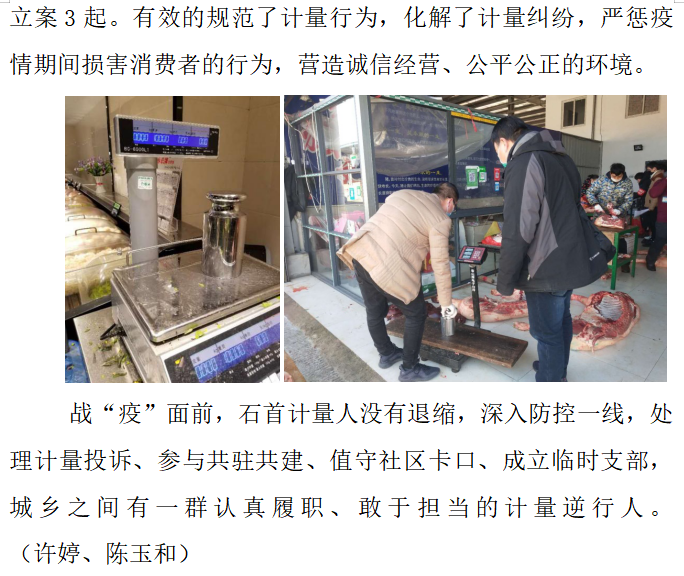 立案 3 起。有效的规范了计量行为，化解了计量纠纷，严惩疫
情期间损害消费者的行为，营造诚信经营、公平公正的环境。
战“疫”面前，石首计量人没有退缩，深入防控一线，处
理计量投诉、参与共驻共建、值守社区卡口、成立临时支部，
城乡之间有一群认真履职、敢于担当的计量逆行人。
（许婷、陈玉和）